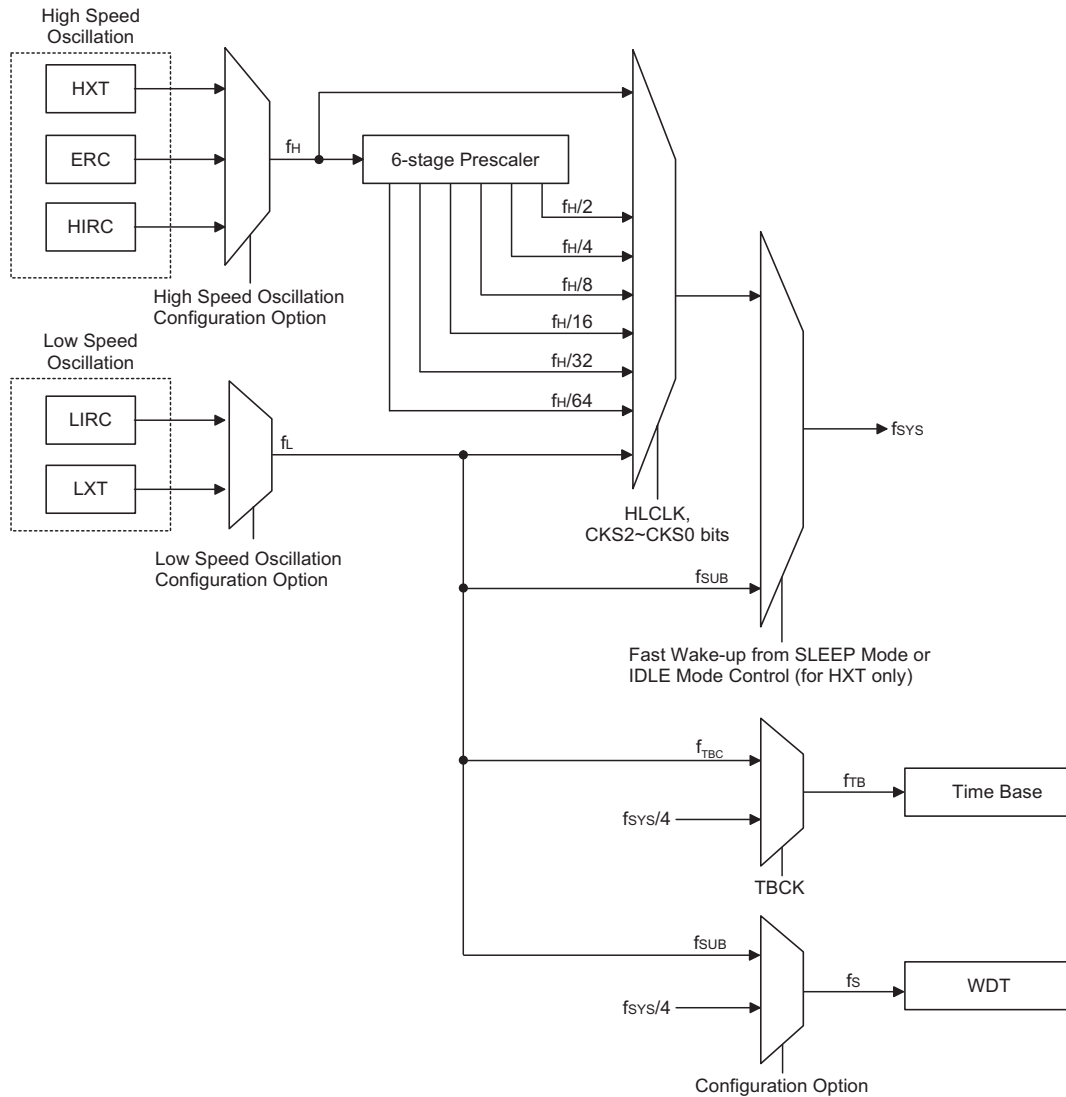 High Speed
Oscillation
HXT
ERC
HIRC
fH
6-stage Prescaler
fH/2
fH/4
fH/8
fH/16
fH/32
fH/64
High Speed Oscillation
Configuration Option
Low Speed
Oscillation
LIRC
LXT
fL
Low Speed Oscillation
Configuration Option
HLCLK,
CKS2~CKS0 bits
fSUB
fSYS
Fast Wake-up from SLEEP Mode or
IDLE Mode Control (for HXT only)
fTBC
fSYS/4
fTB
Time Base
TBCK
fSUB
fSYS/4
fS
WDT
Configuration Option